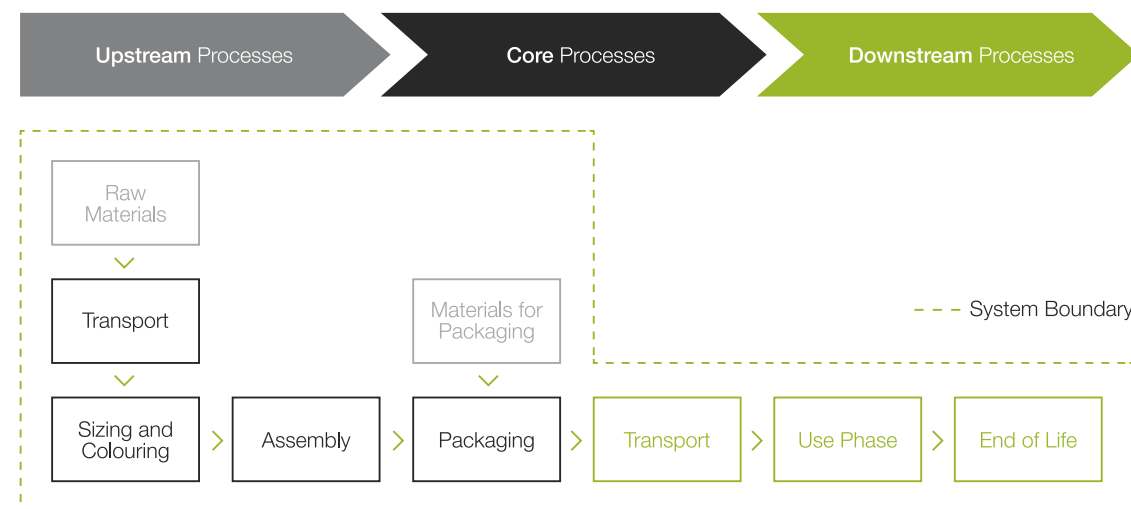 Upstream Processes
Core Processes
Downstream Processes
Raw
Materials
Transport
Materials for
Packaging
System Boundary
Sizing and
Colouring
Assembly
Packaging
Transport
Use Phase
End of Life